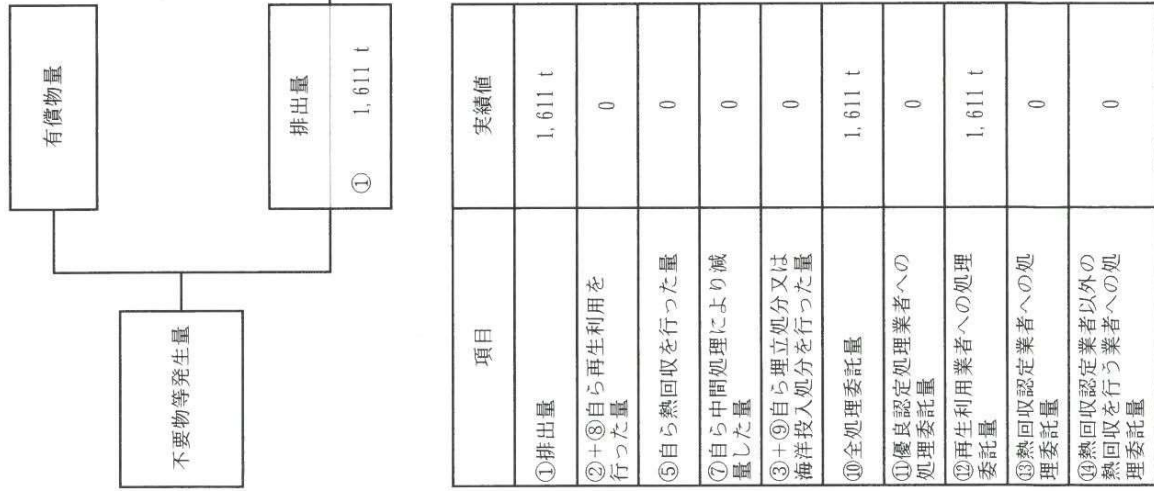 不要物等発生量
有償物量
排出量
① 1,611 t
項目
実績値
①排出量
1,611 t
②+⑧自ら再生利用を
行った量
0
⑤自ら熱回収を行った量
0
⑦自ら中間処理により減
量した量
0
③+⑨自ら埋立処分又は
海洋投入処分を行った量
0
⑩全処理委託量
1,611 t
⑪優良認定処理業者への
処理委託量
0
⑫再生利用業者への処理
委託量
1,611 t
⑬熱回収認定業者への処
理委託量
0
⑭熱回収認定業者以外の
熱回収を行う業者への処
理委託量
0